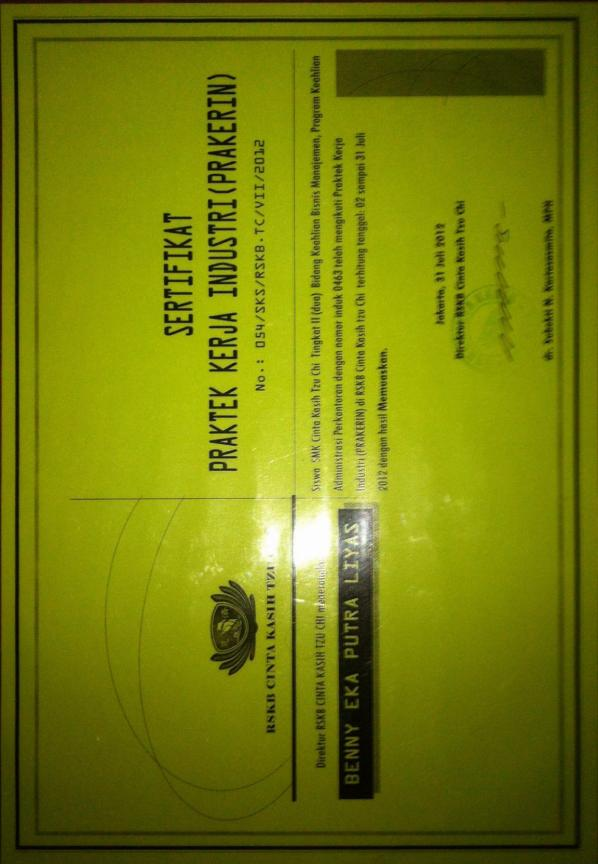 SERTIFIKAT
PRAKTEK KERJA INDUSTRI(PRAKERIN)
No.: 054/SKS/RSKB-TC/VII/2012
RSKB CINTA KASIH TZU
Direktur RSKB CINTA KASIH TZU CHI menerangkan
BENNY EKA PUTRA LIYAS
Siswa SMK Cinta Kasih Tzu Chi Tingkat II (dua) Bidang Keahlian Bisnis Manajemen, Program Keahlian
Administrasi Perkantoran dengan nomor induk 0463 telah mengikuti Praktek Kerja
Industri (PRAKERIN) di RSKB Cinta Kasih tzu Chi terhitung tanggal: 02 sampai 31 Juli
2012 dengan hasil Memuaskan.
Jakarta, 31 Juli 2012
Direktur RSKB Cinta Kasih Tzu Chi
dr. Subekti N. Kartasasmita, MPH